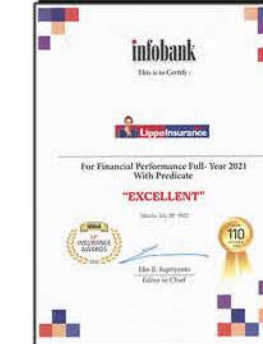 infobank
This is to Certify :
LippoInsurance
For Financial Performance Full- Year 2021
With Predicate
"EXCELLENT"
INSURANCE
AWARDS
Eko B. Supriyanto
Editor in Chief
110